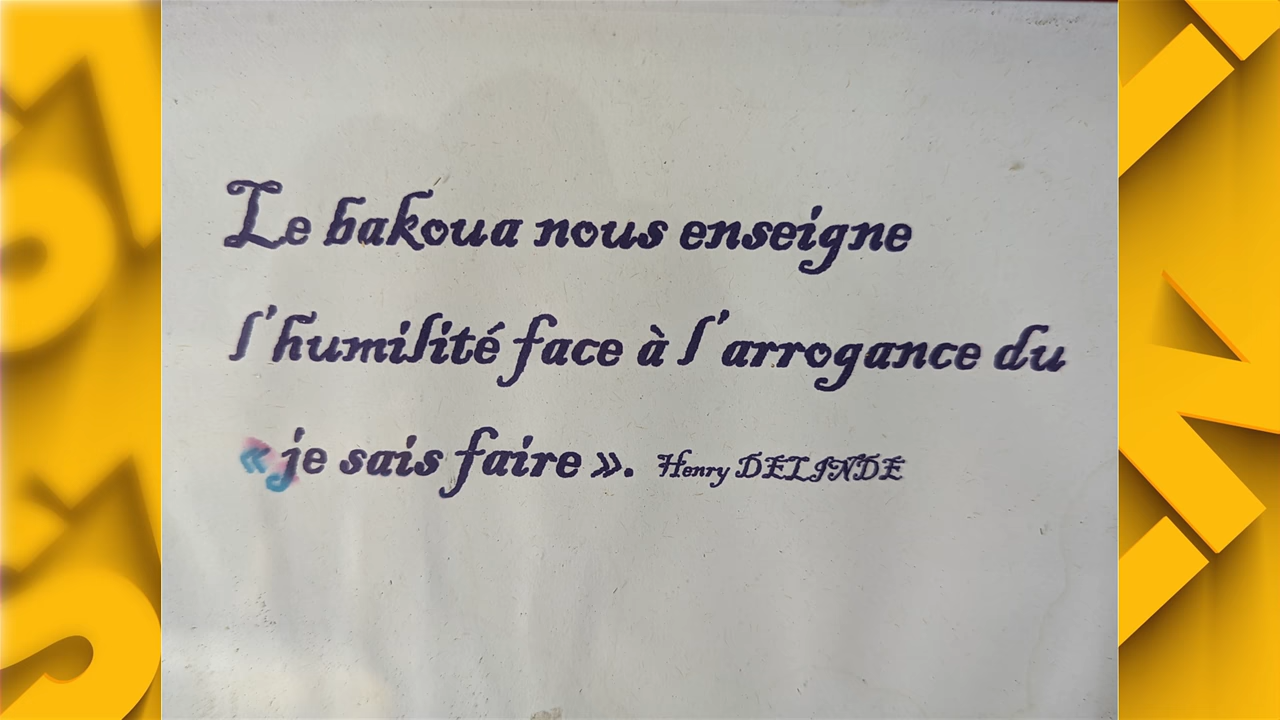 Le bakoua nous enseigne
l'humilité face à l'arrogance du
« je sais faire ». Henry DELINDE